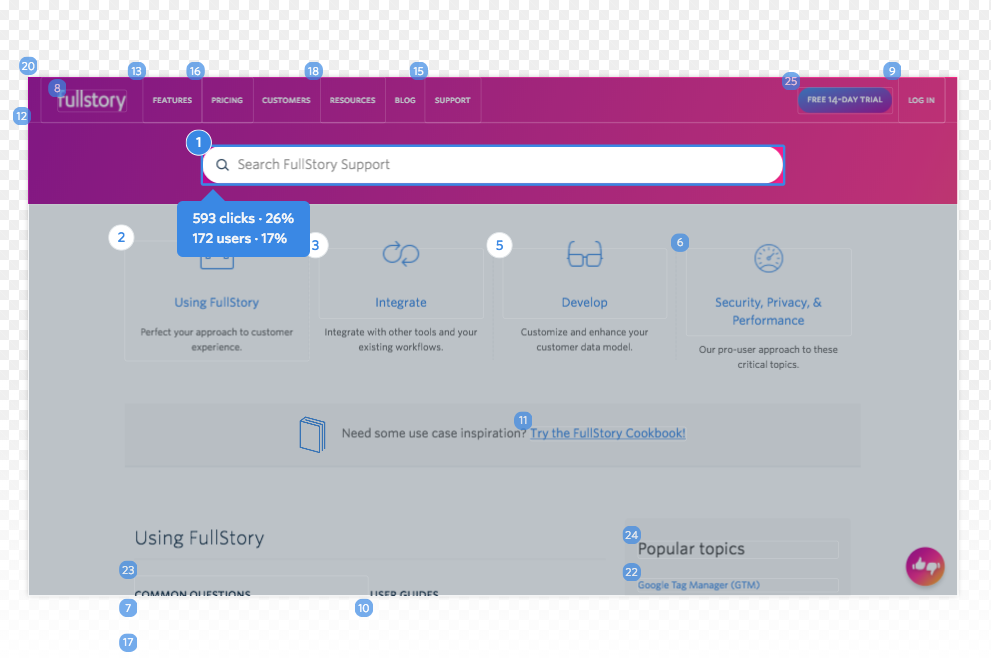 20
13
16
18
15
25
9
8
fullstory
FEATURES
PRICING
CUSTOMERS
RESOURCES
BLOG
SUPPORT
FREE 14-DAY TRIAL
LOG IN
12
1
Search FullStory Support
593 clicks · 26%
172 users · 17%
2
3
5
6
Using FullStory
Perfect your approach to customer
experience.
Integrate
Integrate with other tools and your
existing workflows.
Develop
Customize and enhance your
customer data model.
Security, Privacy, &
Performance
Our pro-user approach to these
critical topics.
11
Need some use case inspiration? Try the FullStory Cookbook!
Using FullStory
24
Popular topics
23
22
Google Tag Manager (GTM)
COMMON QUESTIONS
USER GUIDES
7
10
17